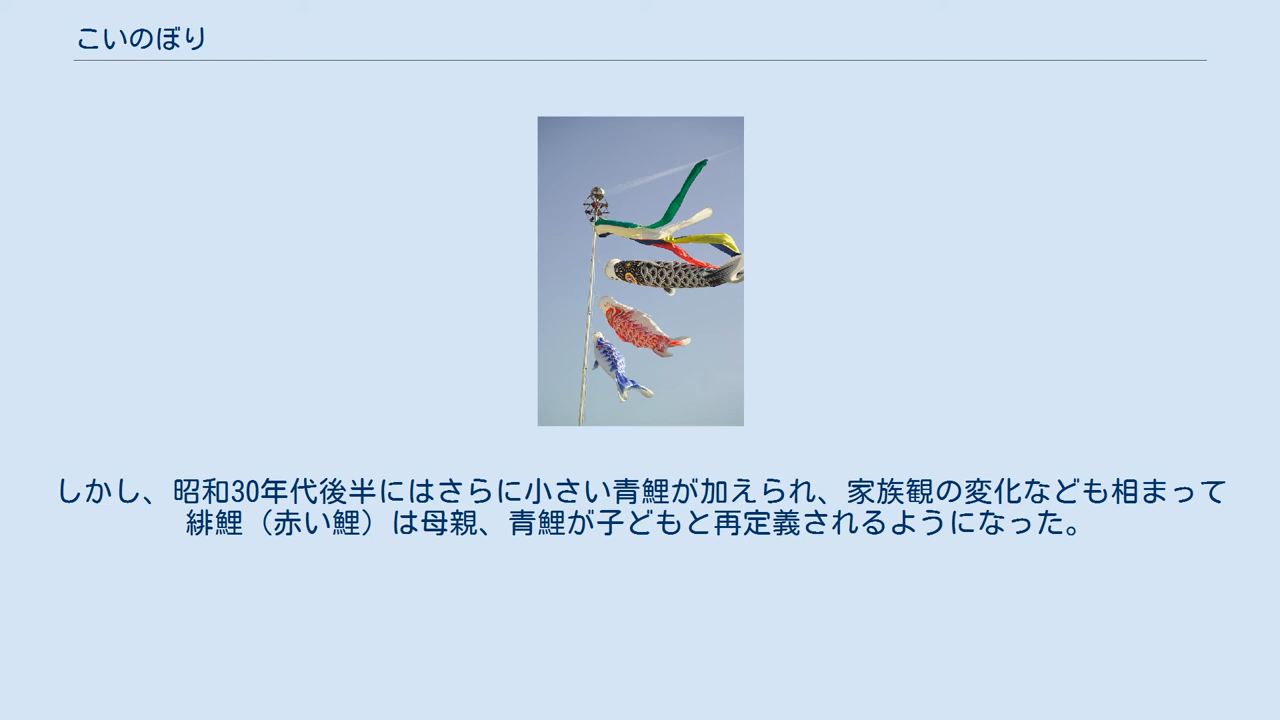 こいのぼり
しかし、昭和30年代後半にはさらに小さい青鯉が加えられ、家族観の変化なども相まって
緋鯉（赤い鯉）は母親、青鯉が子どもと再定義されるようになった。